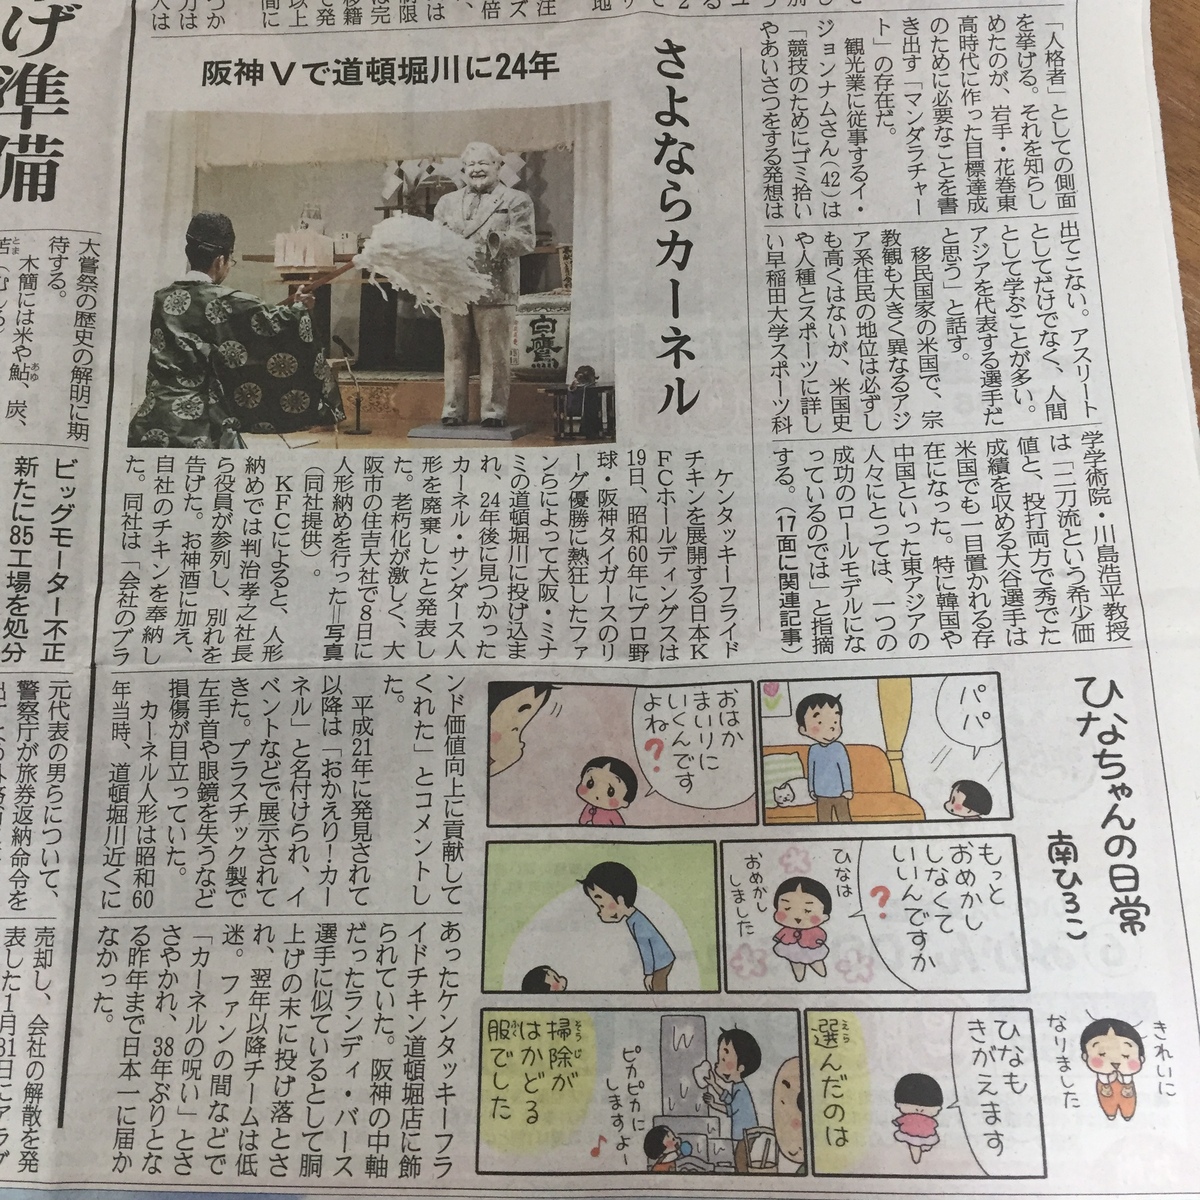 げ準備
「人格者」としての側面
を挙げる。それを知らし
めたのが、岩手・花巻東
高時代に作った目標達成
のために必要なことを書
き出す「マンダラチャー
ト」の存在だ。
観光業に従事するイ・
ジョンナムさん(42)は
「競技のためにゴミ拾い
やあいさつをする発想は
出てこない。アスリート
としてだけでなく、人間
として学ぶことが多い。
アジアを代表する選手だ
と思う」と話す。
移民国家の米国で、宗
教観も大きく異なるアジ
ア系住民の地位は必ずし
も高くはないが、米国史
や人種とスポーツに詳し
い早稲田大学スポーツ科
学学術院・川島浩平教授
は「二刀流という希少価
値と、投打両方で秀でた
成績を収める大谷選手は
米国でも一目置かれる存
在になった。特に韓国や
中国といった東アジアの
人々にとっては、一つの
成功のロールモデルにな
っているのでは」と指摘
する。(17面に関連記事)
さよならカーネル
阪神Vで道頓堀川に24年
白鷹
ケンタッキーフライド
チキンを展開する日本K
FCホールディングスは
19日、昭和60年にプロ野
球・阪神タイガースのリ
ーグ優勝に熱狂したファ
ンらによって大阪・ミナ
ミの道頓堀川に投げ込ま
れ、24年後に見つかった
カーネル・サンダース人
形を廃棄したと発表し
た。老朽化が激しく、大
阪市の住吉大社で8日に
人形納めを行った=写真
(同社提供)。
KFCによると、人形
納めでは判治孝之社長
ら役員が参列し、別れを
告げた。お神酒に加え、
自社のチキンを奉納し
た。同社は「会社のブラ
ンド価値向上に貢献して
くれた」とコメントし
た。
平成21年に発見されて
以降は「おかえり!カー
ネル」と名付けられ、イ
ベントなどで展示されて
きた。プラスチック製で
左手首や眼鏡を失うなど
損傷が目立っていた。
カーネル人形は昭和60
年当時、道頓堀川近くに
あったケンタッキーフラ
イドチキン道頓堀店に飾
られていた。阪神の中軸
だったランディ・バース
選手に似ているとして胴
上げの末に投げ落とさ
れ、翌年以降チームは低
迷。ファンの間などで
「カーネルの呪い」とさ
さやかれ、38年ぶりとな
る昨年まで日本一に届か
なかった。
大嘗祭の歴史の解明に期
待する。
木簡には米や鮎、炭、
あゆ
とま
ビッグモーター不正
新たに85工場を処分
元代表の男らについて、
警察庁が旅券返納命令を
売却し、会社の解散を発
ひなちゃんの日常
南ひろこ
パパ
おはか
まいりに
いくんです
よね?
もっと
おめかし
しなくて
いいんですか
?
ひなは
おめかし
しました
ひなも
きがえます
選んだのは
えら
掃除が
そうじ
はかどる
服でした
ふく
ピカピカに
しますよー
♪
きれいに
なりました